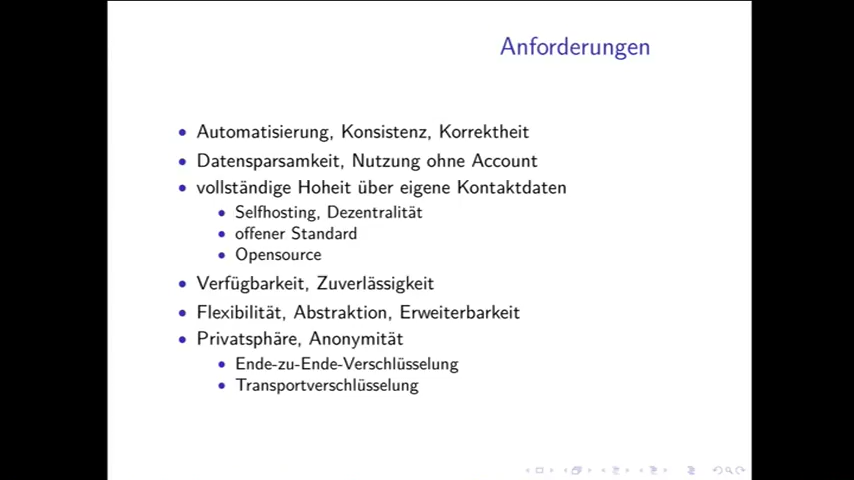 Anforderungen
Automatisierung, Konsistenz, Korrektheit
Datensparsamkeit, Nutzung ohne Account
vollständige Hoheit über eigene Kontaktdaten
Selfhosting, Dezentralität
offener Standard
Opensource
Verfügbarkeit, Zuverlässigkeit
Flexibilität, Abstraktion, Erweiterbarkeit
Privatsphäre, Anonymität
Ende-zu-Ende-Verschlüsselung
Transportverschlüsselung